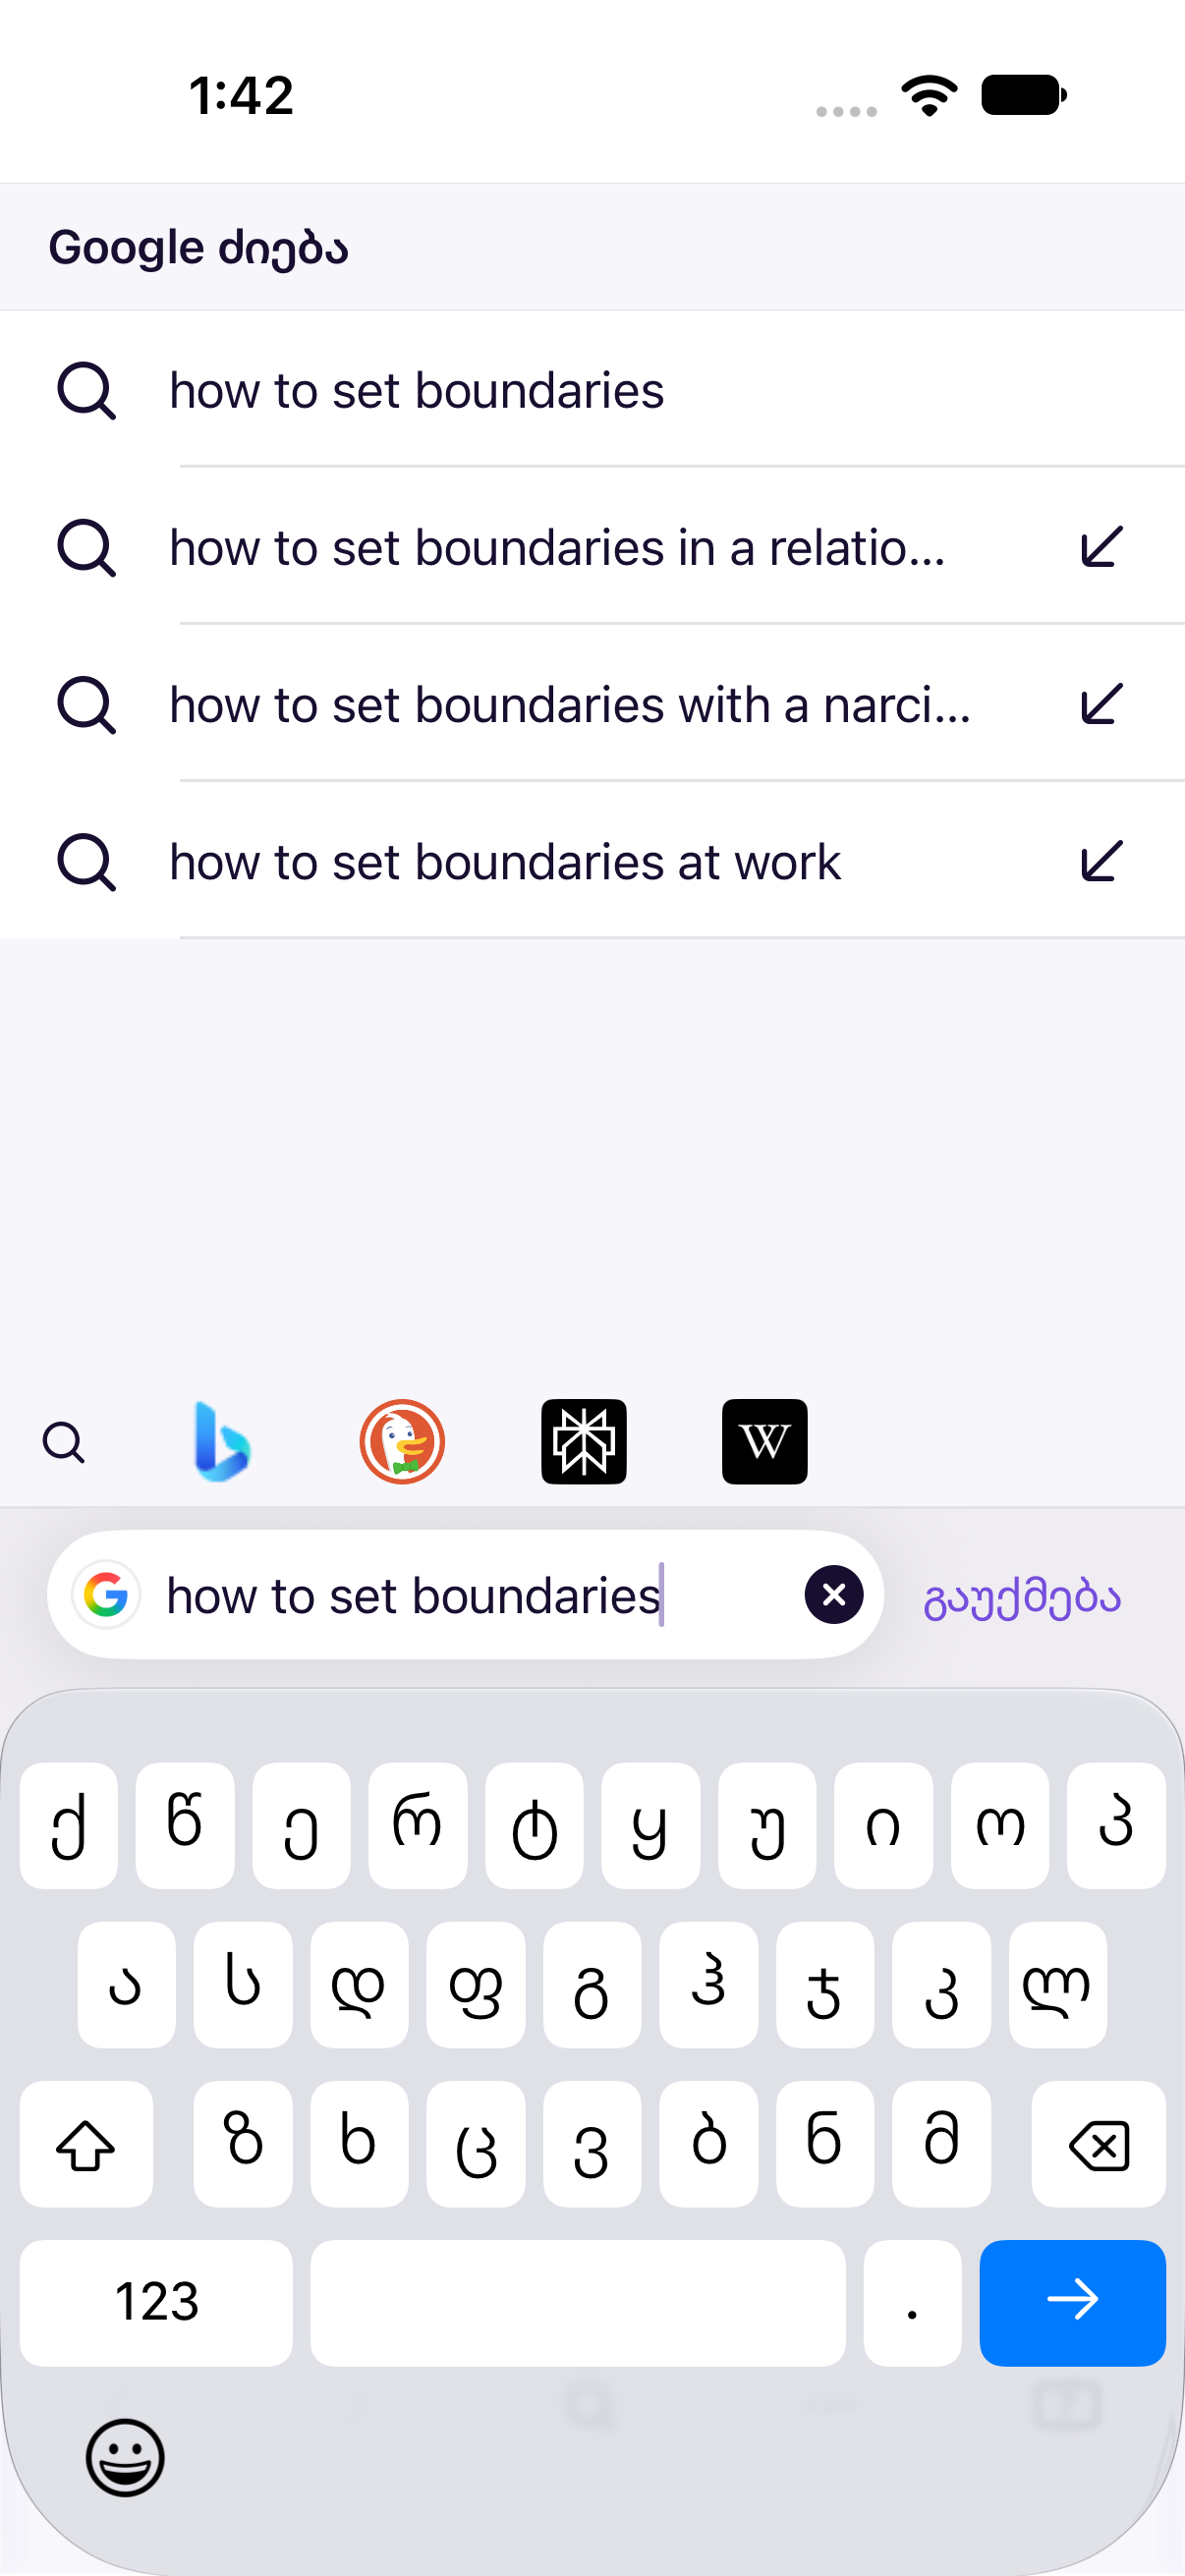 1:42
Google ძიება
how to set boundaries
how to set boundaries in a relatio...
how to set boundaries with a narci...
how to set boundaries at work
W
how to set boundaries
გაუქმება
ქ წ ე რ ტ ყ უ ი ო პ
ა ს დ ფ გ ჰ ჯ კ ლ
ზ ხ ც ვ ბ ნ მ
123 .